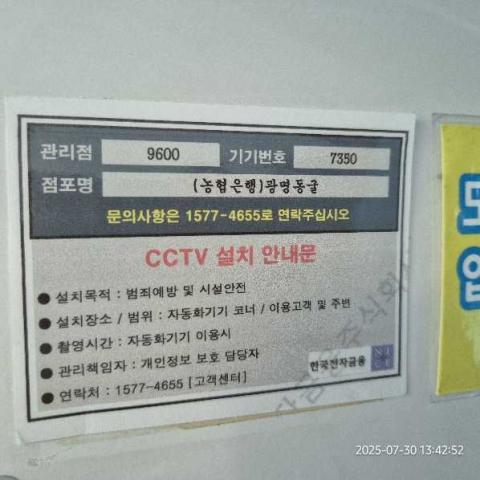 관리점 9600 기기번호 7350
점포명 (농협은행)광명동굴
문의사항은 1577-4655로 연락주십시오
CCTV 설치 안내문
● 설치목적 : 범죄예방 및 시설안전
● 설치장소 / 범위 : 자동화기기 코너 / 이용고객 및 주변
● 촬영시간 : 자동화기기 이용시
● 관리책임자 : 개인정보 보호 담당자
● 연락처 : 1577-4655 [고객센터]
한국전자금융 NICE
2025-07-30 13:42:52